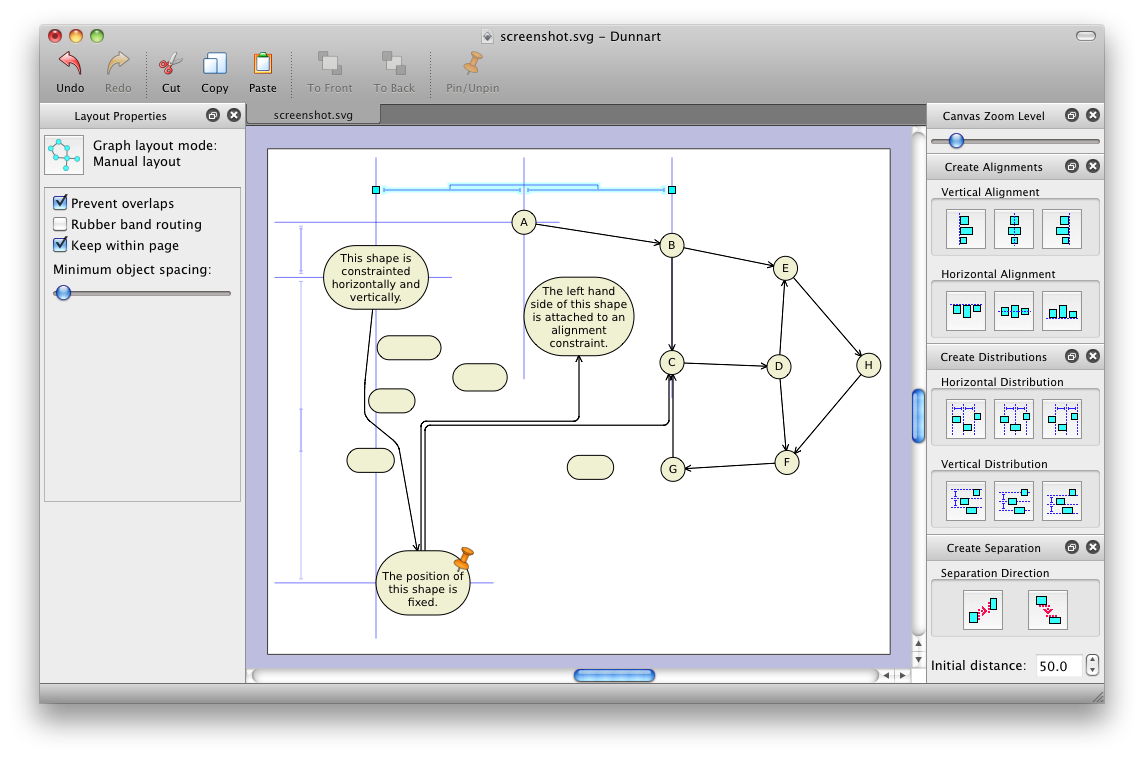 screenshot.svg – Dunnart
Undo
Redo
Cut
Copy
Paste
To Front
To Back
Pin/Unpin
Layout Properties
Graph layout mode:
Manual layout
Prevent overlaps
Rubber band routing
Keep within page
Minimum object spacing:
screenshot.svg
A
B
E
This shape is
constrainted
horizontally and
vertically.
The left hand
side of this shape
is attached to an
alignment
constraint.
C
D
H
G
F
The position of
this shape is
fixed.
Canvas Zoom Level
Create Alignments
Vertical Alignment
Horizontal Alignment
Create Distributions
Horizontal Distribution
Vertical Distribution
Create Separation
Separation Direction
Initial distance: 50.0